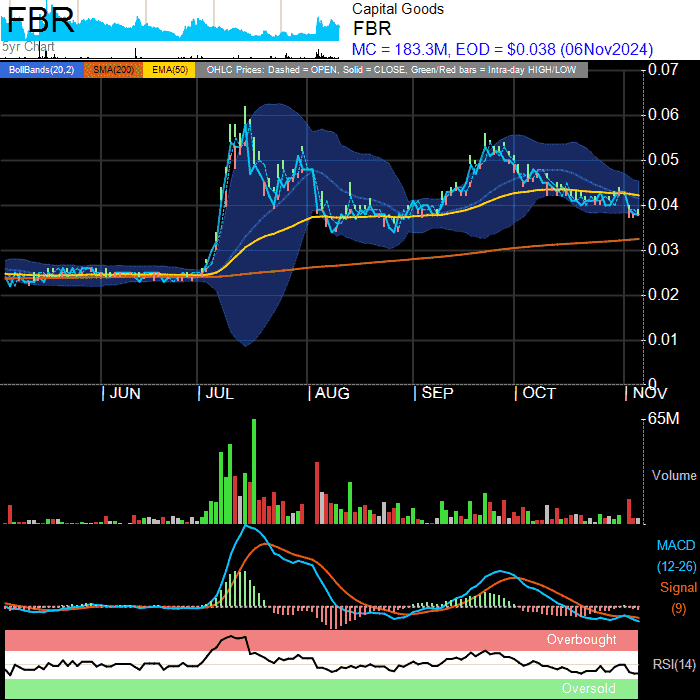 FBR
5yr Chart
Capital Goods
FBR
MC = 183.3M, EOD = $0.038 (06Nov2024)
BollBands(20,2) SMA(200) EMA(50) OHLC Prices: Dashed = OPEN, Solid = CLOSE, Green/Red bars = Intra-day HIGH/LOW
0.07
0.06
0.05
0.04
0.03
0.02
0.01
0
JUN JUL AUG SEP OCT NOV
65M
Volume
MACD
(12-26)
Signal
(9)
Overbought
RSI(14)
Oversold